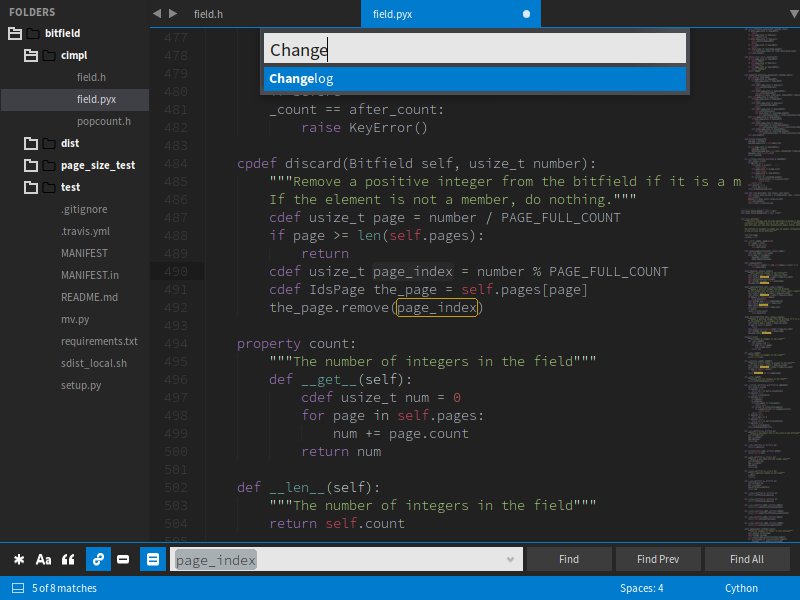 FOLDERS
bitfield
cimpl
field.h
field.pyx
popcount.h
dist
page_size_test
test
.gitignore
.travis.yml
MANIFEST
MANIFEST.in
README.md
mv.py
requirements.txt
sdist_local.sh
setup.py
field.h
field.pyx
Change
Changelog
477
478
479
480
481 _count == after_count:
482 raise KeyError()
483
484 cpdef discard(Bitfield self, usize_t number):
485 """Remove a positive integer from the bitfield if it is a m
486 If the element is not a member, do nothing."""
487 cdef usize_t page = number / PAGE_FULL_COUNT
488 if page >= len(self.pages):
489 return
490 cdef usize_t page_index = number % PAGE_FULL_COUNT
491 cdef IdsPage the_page = self.pages[page]
492 the_page.remove(page_index)
493
494 property count:
495 """The number of integers in the field"""
496 def __get__(self):
497 cdef usize_t num = 0
498 for page in self.pages:
499 num += page.count
500 return num
501
502 def __len__(self):
503 """The number of integers in the field"""
504 return self.count
Aa
page_index
Find
Find Prev
Find All
5 of 8 matches
Spaces: 4
Cython